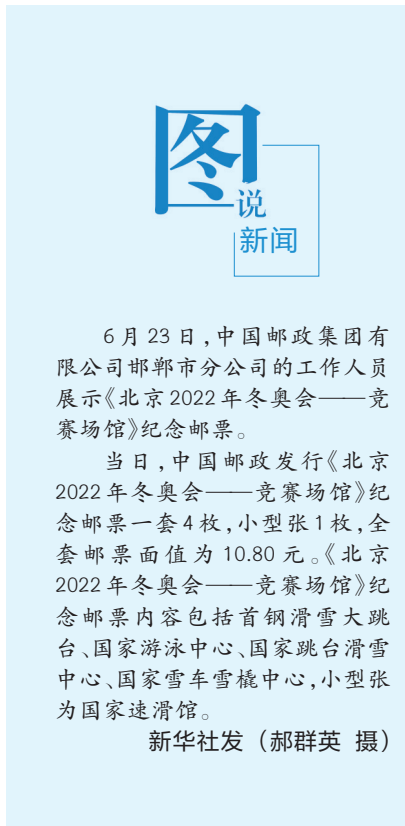 图
说
新闻
6月23日,中国邮政集团有
限公司邯郸市分公司的工作人员
展示《北京2022年冬奥会——竞
赛场馆》纪念邮票。
当日,中国邮政发行《北京
2022年冬奥会——竞赛场馆》纪
念邮票一套4枚,小型张1枚,全
套邮票面值为10.80元。《北京
2022年冬奥会——竞赛场馆》纪
念邮票内容包括首钢滑雪大跳
台、国家游泳中心、国家跳台滑雪
中心、国家雪车雪橇中心,小型张
为国家速滑馆。
新华社发（郝群英 摄）